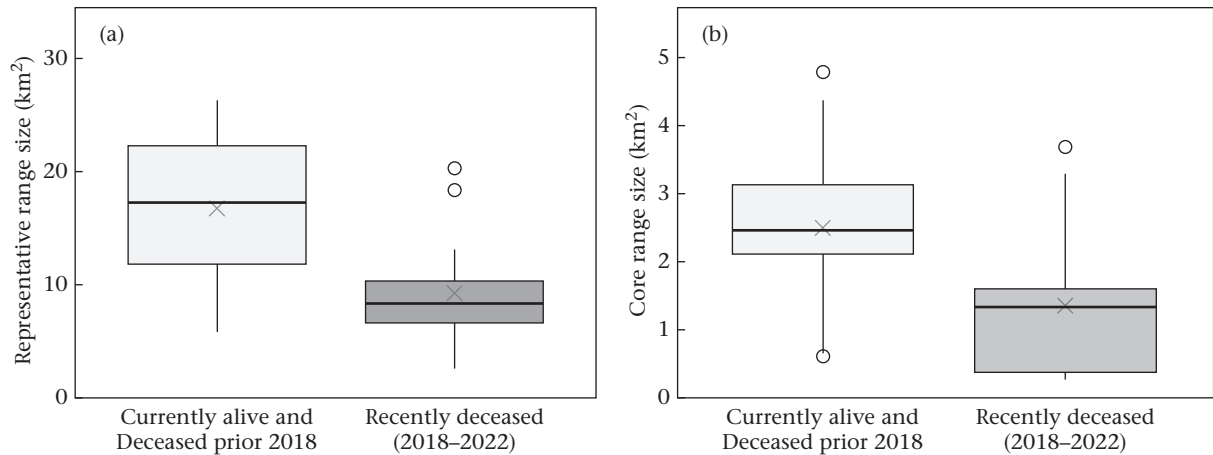 (a)
Representative range size (km²)
30
20
10
0
Currently alive and
Deceased prior 2018
Recently deceased
(2018–2022)
(b)
Core range size (km²)
5
4
3
2
1
0
Currently alive and
Deceased prior 2018
Recently deceased
(2018–2022)